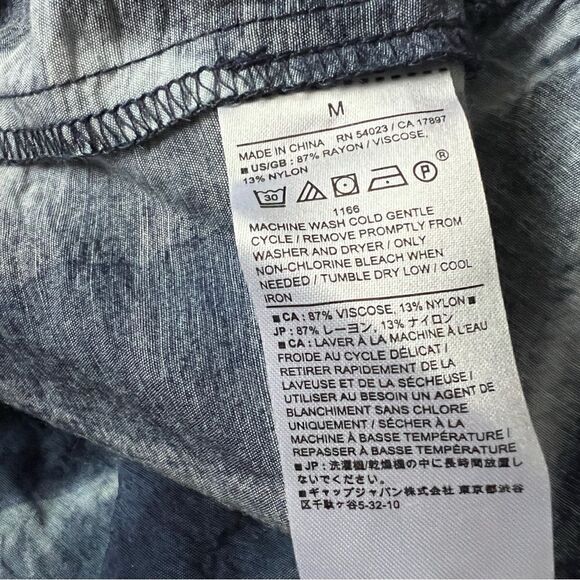 M
MADE IN CHINA RN 54023 / CA 17897
■ US/GB : 87% RAYON / VISCOSE,
13% NYLON
30 P ®
1166
MACHINE WASH COLD GENTLE
CYCLE / REMOVE PROMPTLY FROM
WASHER AND DRYER / ONLY
NON-CHLORINE BLEACH WHEN
NEEDED / TUMBLE DRY LOW / COOL
IRON
■ CA : 87% VISCOSE, 13% NYLON ■
JP : 87% レーヨン, 13% ナイロン
■ CA : LAVER À LA MACHINE À L'EAU
FROIDE AU CYCLE DÉLICAT /
RETIRER RAPIDEMENT DE LA
LAVEUSE ET DE LA SÉCHEUSE /
UTILISER AU BESOIN UN AGENT DE
BLANCHIMENT SANS CHLORE
UNIQUEMENT / SÉCHER À LA
MACHINE À BASSE TEMPÉRATURE /
REPASSER À BASSE TEMPÉRATURE
■ JP : 洗濯機/乾燥機の中に長時間放置し
ないでください。
■ ギャップジャパン株式会社 東京都渋谷
区千駄ヶ谷5-32-10